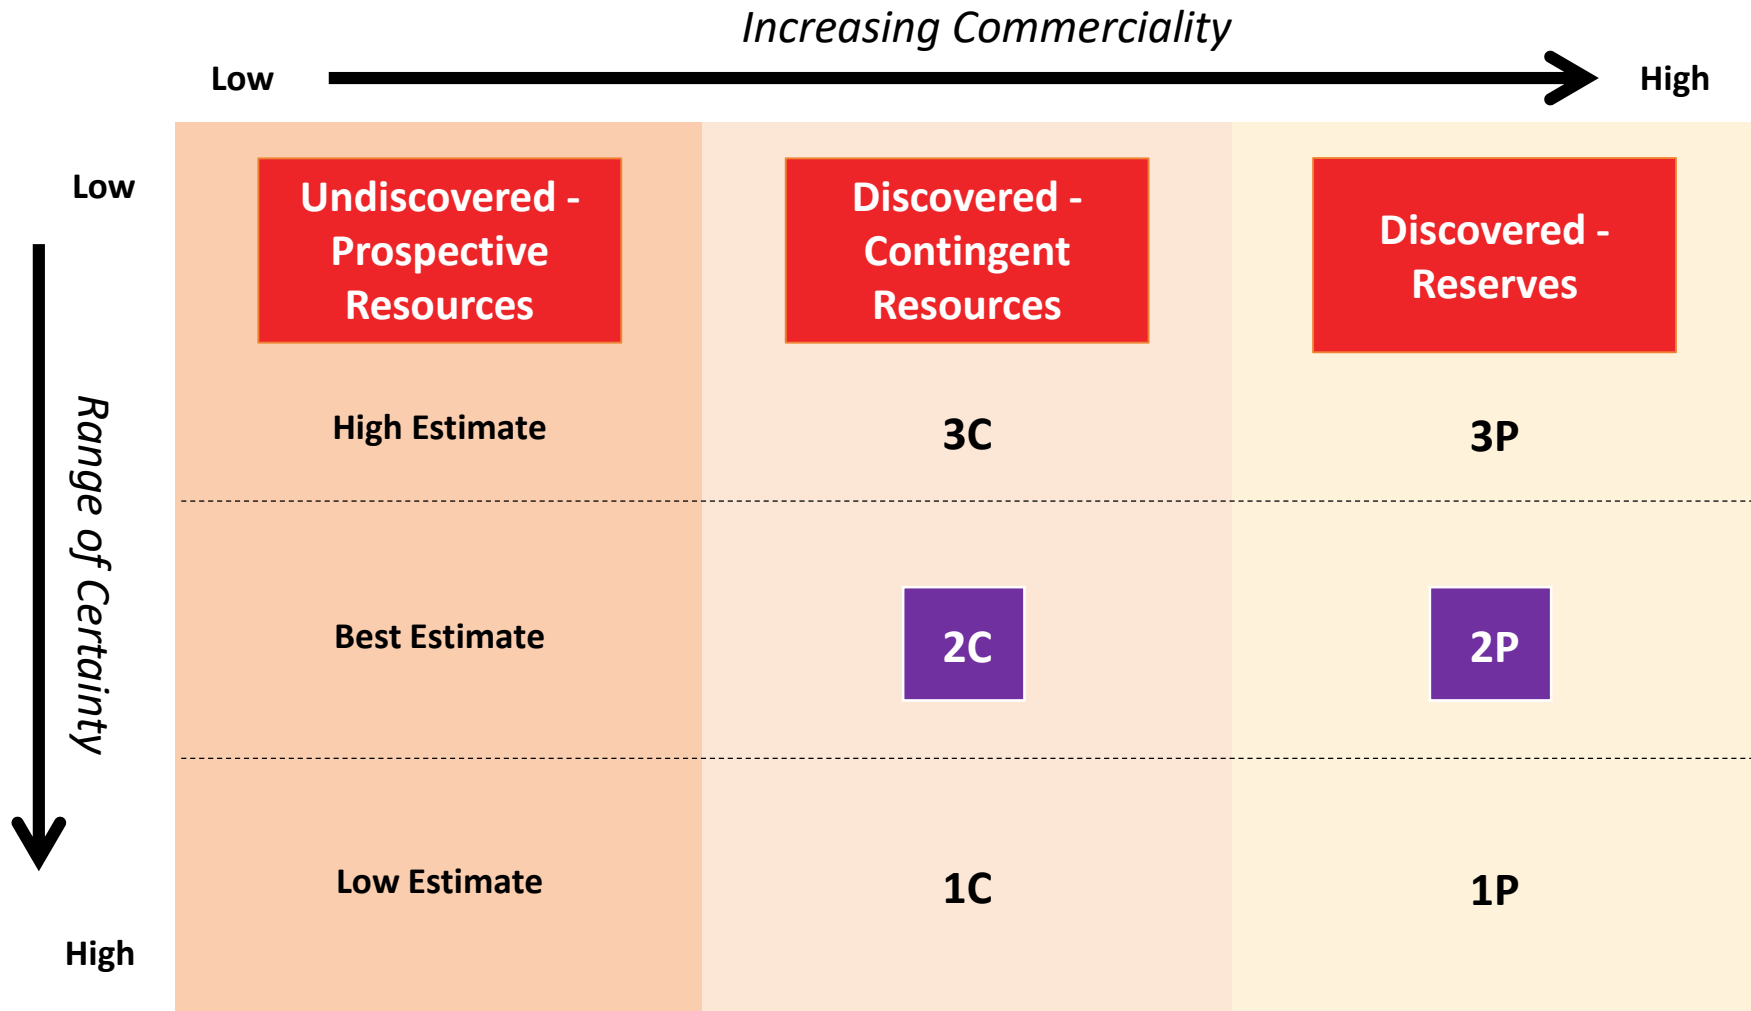 Increasing Commerciality
Low
High
Low
Undiscovered -
Prospective
Resources
Discovered -
Contingent
Resources
Discovered -
Reserves
Range of Certainty
High Estimate
3C
3P
Best Estimate
2C
2P
Low Estimate
1C
1P
High